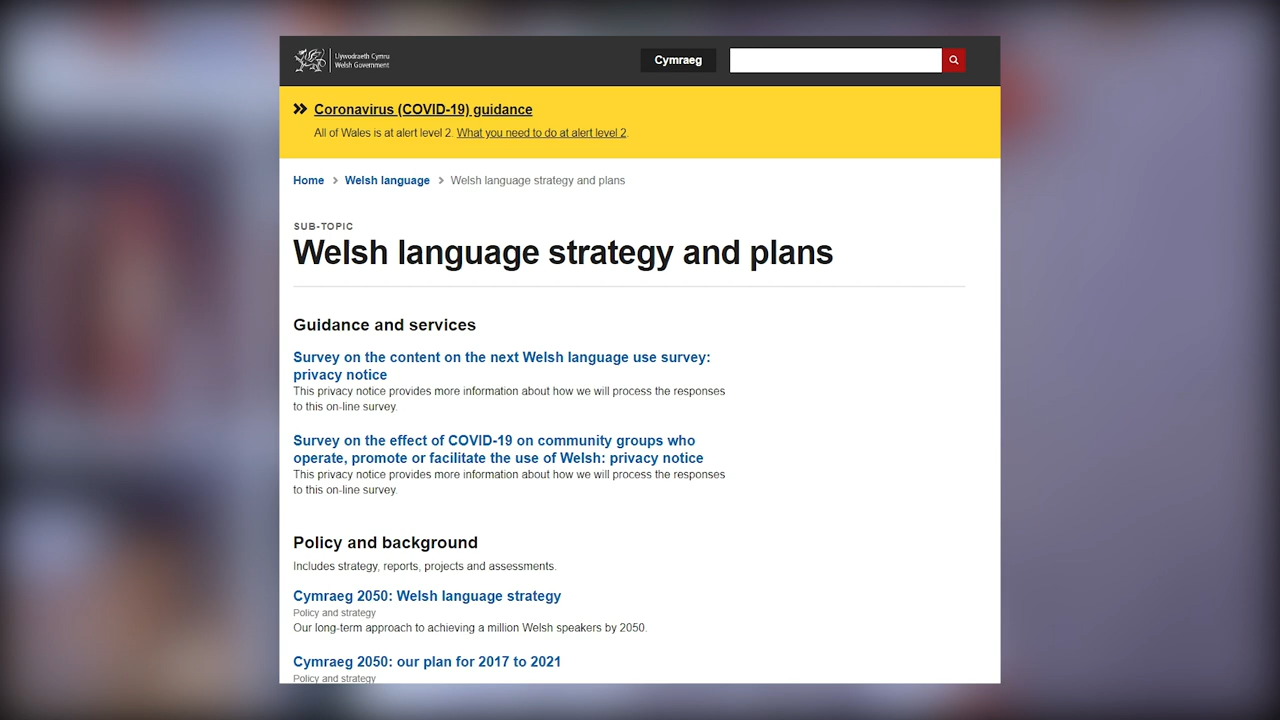 Llywodraeth Cymru
Welsh Government
Cymraeg
Coronavirus (COVID-19) guidance
All of Wales is at alert level 2. What you need to do at alert level 2.
Home > Welsh language > Welsh language strategy and plans
SUB-TOPIC
Welsh language strategy and plans
Guidance and services
Survey on the content on the next Welsh language use survey:
privacy notice
This privacy notice provides more information about how we will process the responses
to this on-line survey.
Survey on the effect of COVID-19 on community groups who
operate, promote or facilitate the use of Welsh: privacy notice
This privacy notice provides more information about how we will process the responses
to this on-line survey.
Policy and background
Includes strategy, reports, projects and assessments.
Cymraeg 2050: Welsh language strategy
Policy and strategy
Our long-term approach to achieving a million Welsh speakers by 2050.
Cymraeg 2050: our plan for 2017 to 2021
Policy and strategy